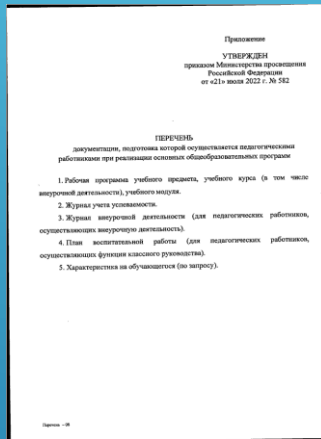 Приложение
УТВЕРЖДЕН
приказом Министерства просвещения
Российской Федерации
от «21» июля 2022 г. № 582
ПЕРЕЧЕНЬ
документации, подготовка которой осуществляется педагогическими
работниками при реализации основных общеобразовательных программ
1. Рабочая программа учебного предмета, учебного курса (в том числе
внеурочной деятельности), учебного модуля.
2. Журнал учета успеваемости.
3. Журнал внеурочной деятельности (для педагогических работников,
осуществляющих внеурочную деятельность).
4. План воспитательной работы (для педагогических работников,
осуществляющих функции классного руководства).
5. Характеристика на обучающегося (по запросу).